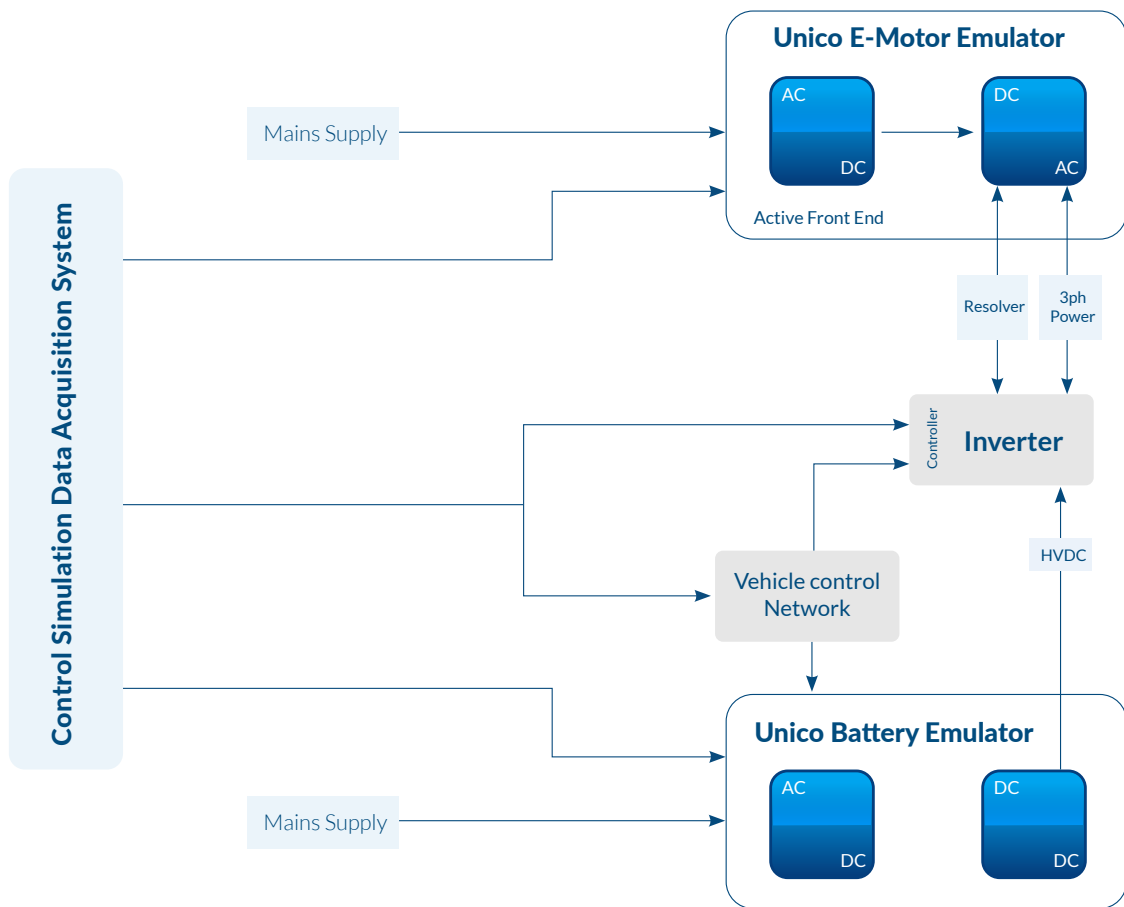 Unico E-Motor Emulator
AC
DC
DC
AC
Active Front End
Mains Supply
Control Simulation Data Acquisition System
Resolver
3ph
Power
Controller
Inverter
HVDC
Vehicle control
Network
Unico Battery Emulator
AC
DC
DC
DC
Mains Supply